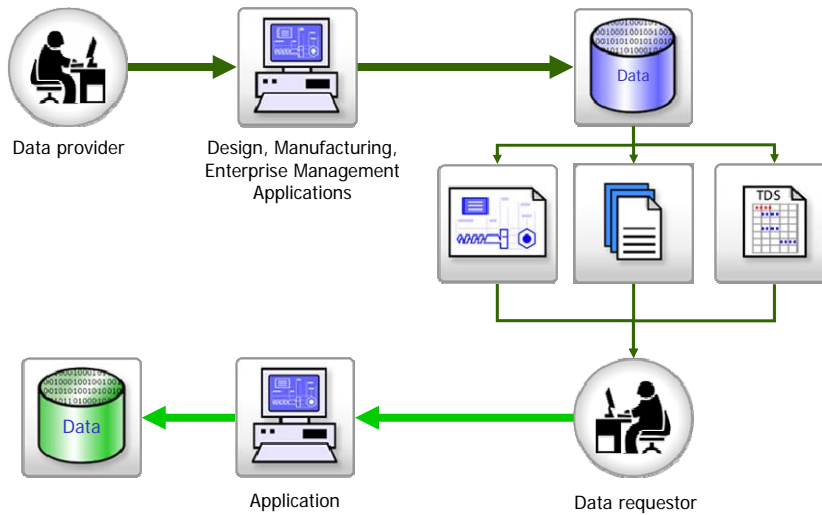 Data
Data provider
Design, Manufacturing,
Enterprise Management
Applications
TDS
Data
Application
Data requestor